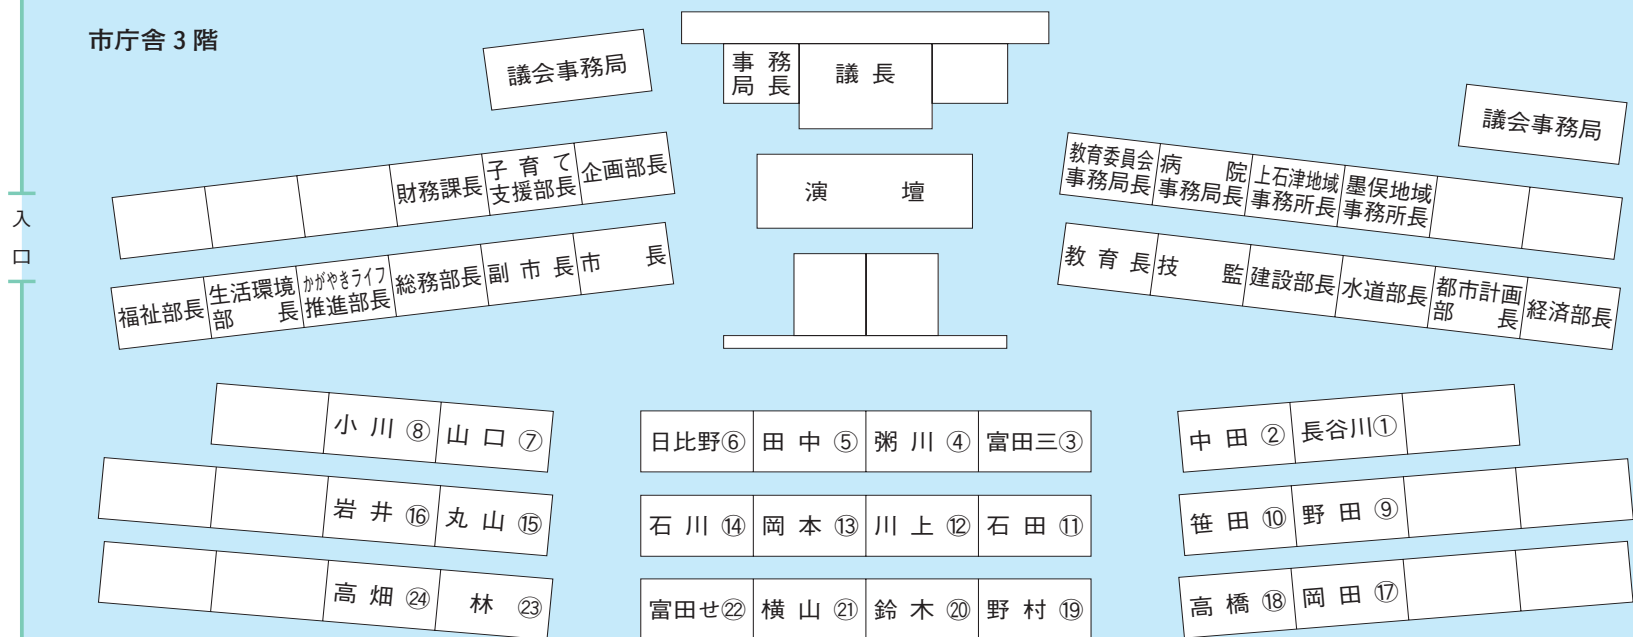 市庁舎3階
議会事務局
事務
局長
議長
議会事務局
入
口
財務課長
子育て
支援部長
企画部長
演壇
教育委員会
事務局長
病院
事務局長
上石津地域
事務所長
墨俣地域
事務所長
福祉部長
生活環境
部長
かがやきライフ
推進部長
総務部長
副市長
市長
教育長
技監
建設部長
水道部長
都市計画
部長
経済部長
小川⑧ 山口⑦
日比野⑥ 田中⑤ 粥川④ 富田三③
中田② 長谷川①
岩井⑯ 丸山⑮
石川⑭ 岡本⑬ 川上⑫ 石田⑪
笹田⑩ 野田⑨
高畑㉔ 林㉓
富田せ㉒ 横山㉑ 鈴木⑳ 野村⑲
高橋⑱ 岡田⑰